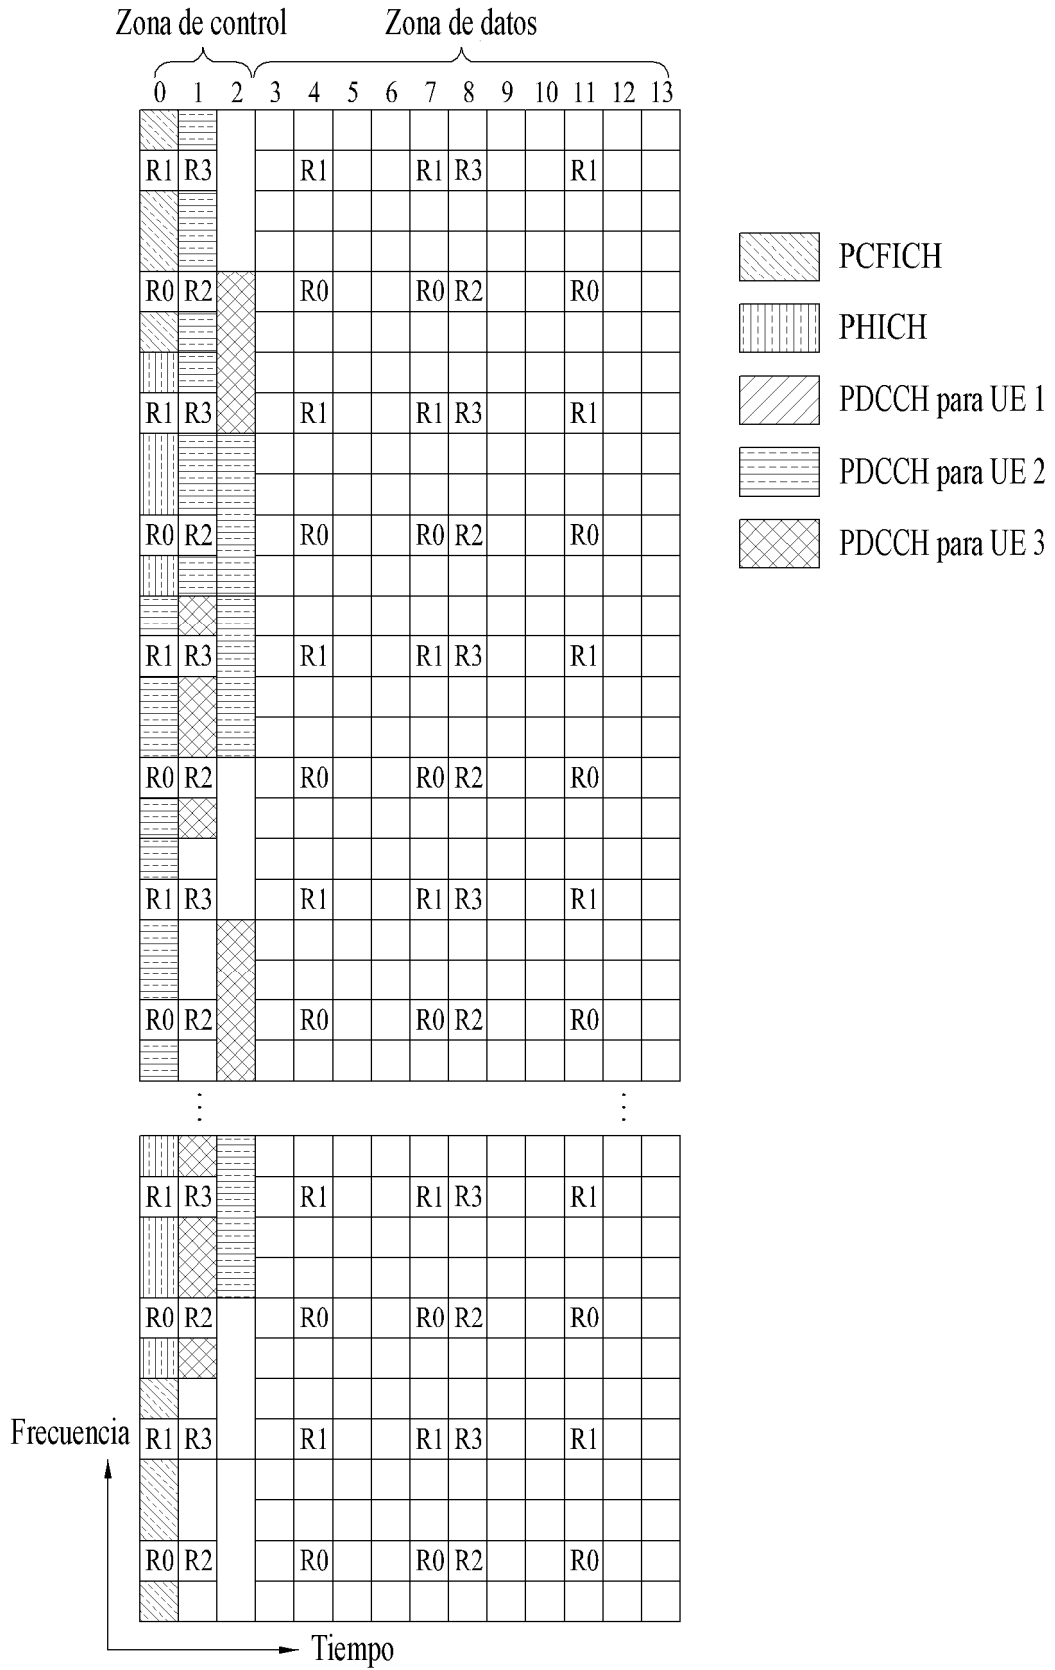 Zona de control Zona de datos
0 1 2 3 4 5 6 7 8 9 10 11 12 13
R1 R3 R1 R1 R3 R1
PCFICH
R0 R2 R0 R0 R2 R0
PHICH
R1 R3 R1 R1 R3 R1
PDCCH para UE 1
PDCCH para UE 2
R0 R2 R0 R0 R2 R0
PDCCH para UE 3
R1 R3 R1 R1 R3 R1
R0 R2 R0 R0 R2 R0
R1 R3 R1 R1 R3 R1
R0 R2 R0 R0 R2 R0
R1 R3 R1 R1 R3 R1
R0 R2 R0 R0 R2 R0
Frecuencia
R1 R3 R1 R1 R3 R1
R0 R2 R0 R0 R2 R0
Tiempo